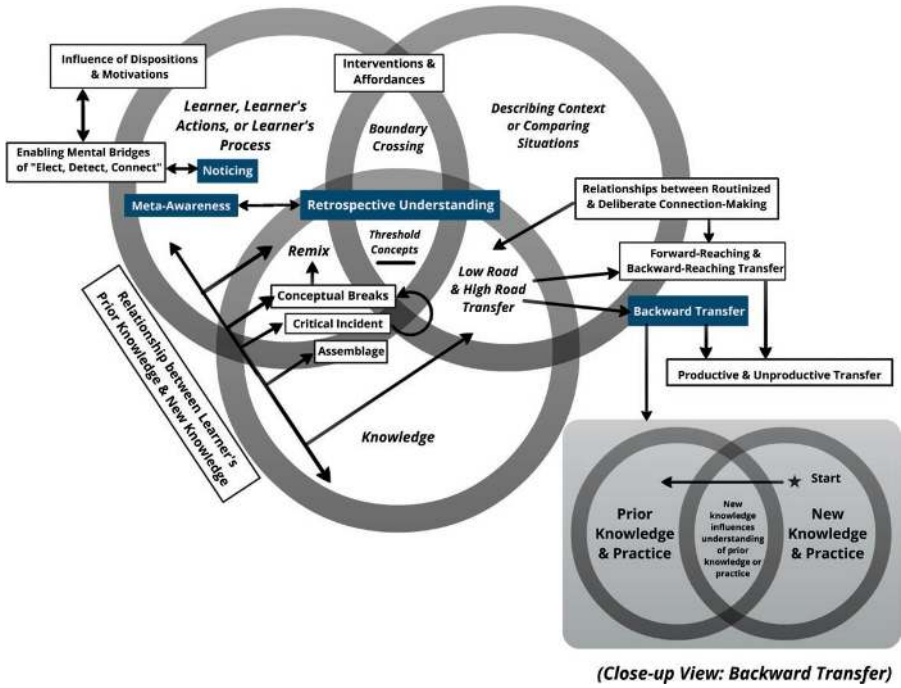 Influence of Dispositions
& Motivations
Interventions &
Affordances
Learner, Learner's
Actions, or Learner's
Process
Describing Context
or Comparing
Situations
Boundary
Crossing
Enabling Mental Bridges
of "Elect, Detect, Connect"
Noticing
Relationships between Routinized
& Deliberate Connection-Making
Meta-Awareness
Retrospective Understanding
Threshold
Concepts
Remix
Forward-Reaching &
Backward-Reaching Transfer
Low Road
& High Road
Transfer
Conceptual Breaks
Backward Transfer
Critical Incident
Assemblage
Productive & Unproductive Transfer
Relationship between Learner's
Prior Knowledge & New Knowledge
Knowledge
Start
Prior
Knowledge
& Practice
New
knowledge
influences
understanding
of prior
knowledge or
practice
New
Knowledge
& Practice
(Close-up View: Backward Transfer)